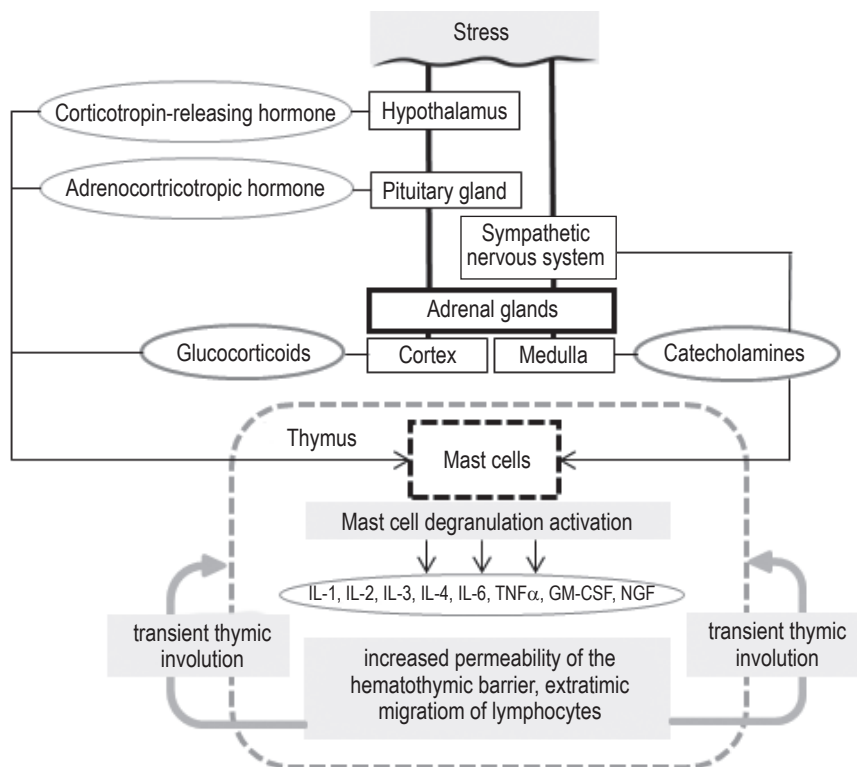 Stress
Corticotropin-releasing hormone
Hypothalamus
Adrenocortricotropic hormone
Pituitary gland
Sympathetic
nervous system
Adrenal glands
Glucocorticoids
Cortex
Medulla
Catecholamines
Thymus
Mast cells
Mast cell degranulation activation
IL-1, IL-2, IL-3, IL-4, IL-6, TNFα, GM-CSF, NGF
transient thymic
involution
increased permeability of the
hematothymic barrier, extratimic
migratiom of lymphocytes
transient thymic
involution